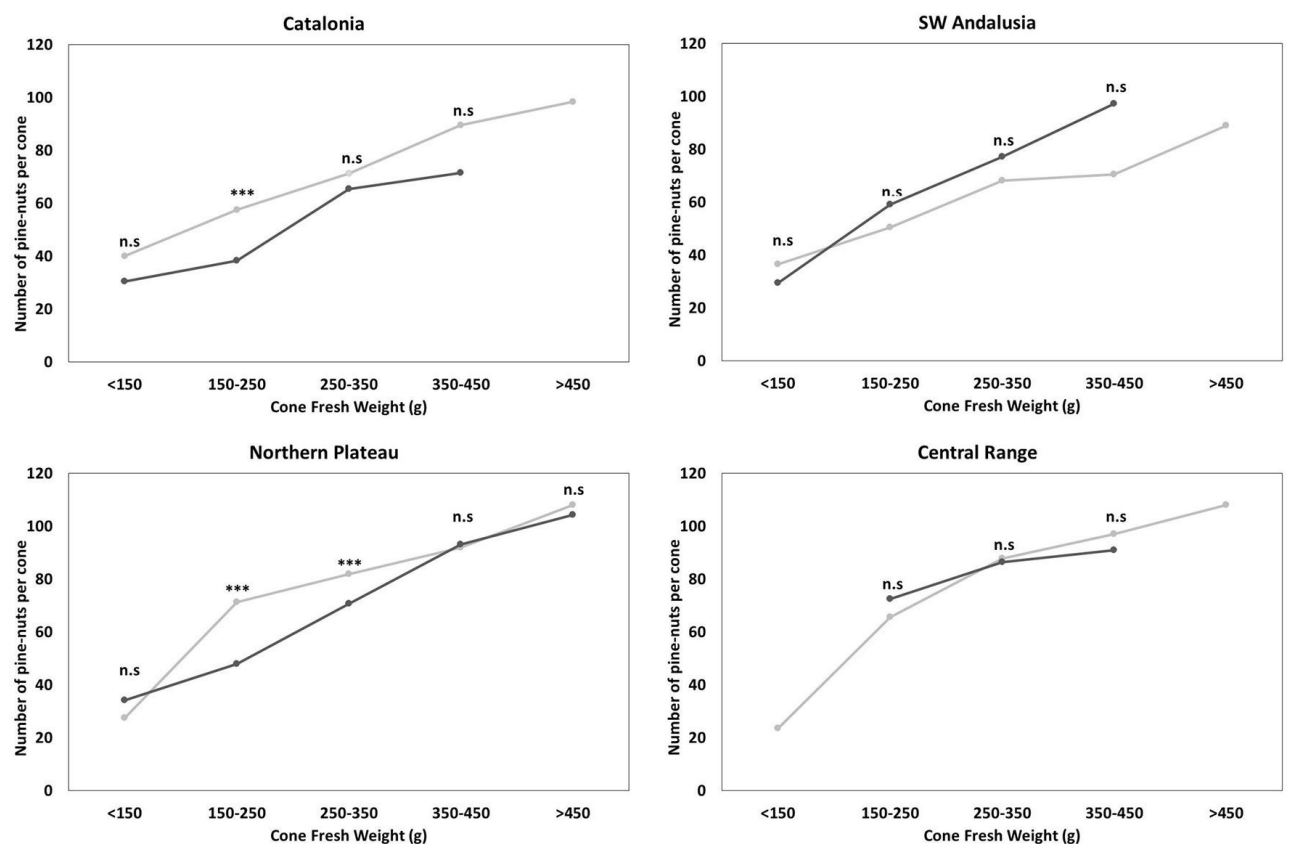 Catalonia
Number of pine-nuts per cone
120
100
80
60
40
20
0
n.s
***
n.s
n.s
<150
150-250
250-350
350-450
>450
Cone Fresh Weight (g)
SW Andalusia
Number of pine-nuts per cone
120
100
80
60
40
20
0
n.s
n.s
n.s
n.s
<150
150-250
250-350
350-450
>450
Cone Fresh Weight (g)
Northern Plateau
Number of pine-nuts per cone
120
100
80
60
40
20
0
n.s
***
***
n.s
n.s
<150
150-250
250-350
350-450
>450
Cone Fresh Weight (g)
Central Range
Number of pine-nuts per cone
120
100
80
60
40
20
0
n.s
n.s
n.s
<150
150-250
250-350
350-450
>450
Cone Fresh Weight (g)